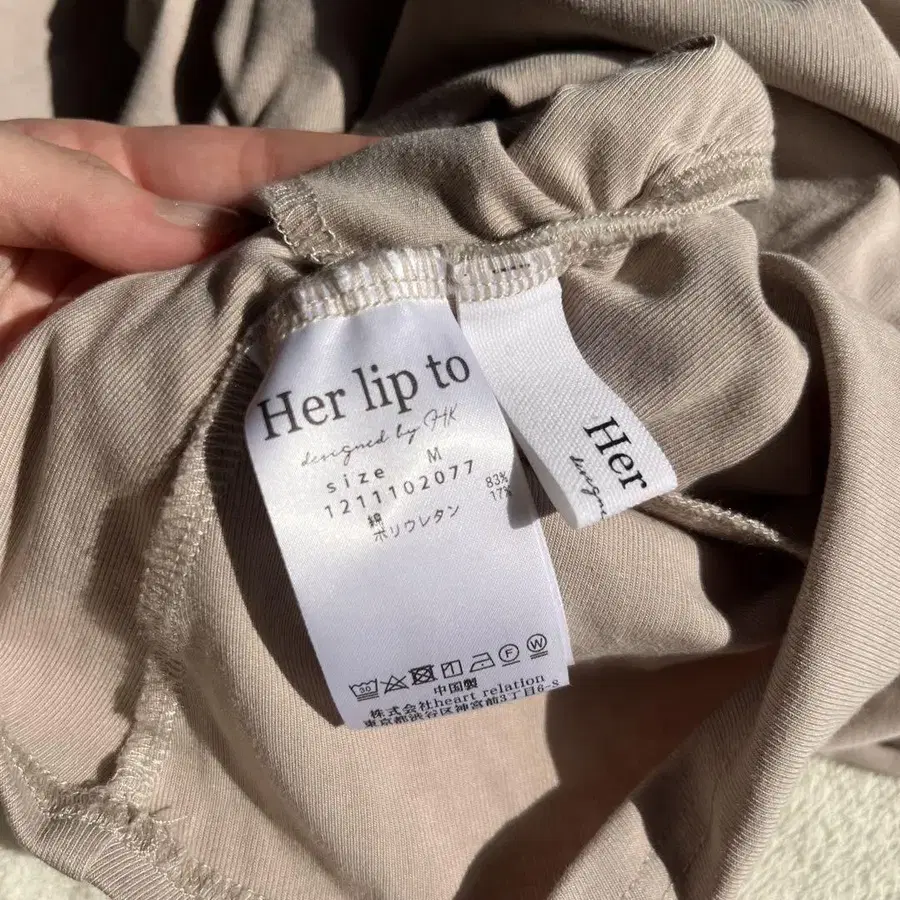 Her lip to
designed by HK
size M
1211102077
綿 83%
ポリウレタン 17%
30 F W
中国製
株式会社heart relation
東京都渋谷区神宮前3丁目6-
Her
designe